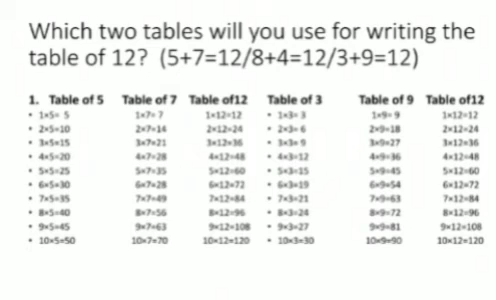 Which two tables will you use for writing the
table of 12? (5+7=12/8+4=12/3+9=12)
1. Table of 5 Table of 7 Table of12 Table of 3 Table of 9 Table of12
• 1x5= 5 1x7= 7 1x12=12 • 1x3= 3 1x9= 9 1x12=12
• 2x5=10 2x7=14 2x12=24 • 2x3= 6 2x9=18 2x12=24
• 3x5=15 3x7=21 3x12=36 • 3x3= 9 3x9=27 3x12=36
• 4x5=20 4x7=28 4x12=48 • 4x3=12 4x9=36 4x12=48
• 5x5=25 5x7=35 5x12=60 • 5x3=15 5x9=45 5x12=60
• 6x5=30 6x7=28 6x12=72 • 6x3=19 6x9=54 6x12=72
• 7x5=35 7x7=49 7x12=84 • 7x3=21 7x9=63 7x12=84
• 8x5=40 8x7=56 8x12=96 • 8x3=24 8x9=72 8x12=96
• 9x5=45 9x7=63 9x12=108 • 9x3=27 9x9=81 9x12=108
• 10x5=50 10x7=70 10x12=120 • 10x3=30 10x9=90 10x12=120